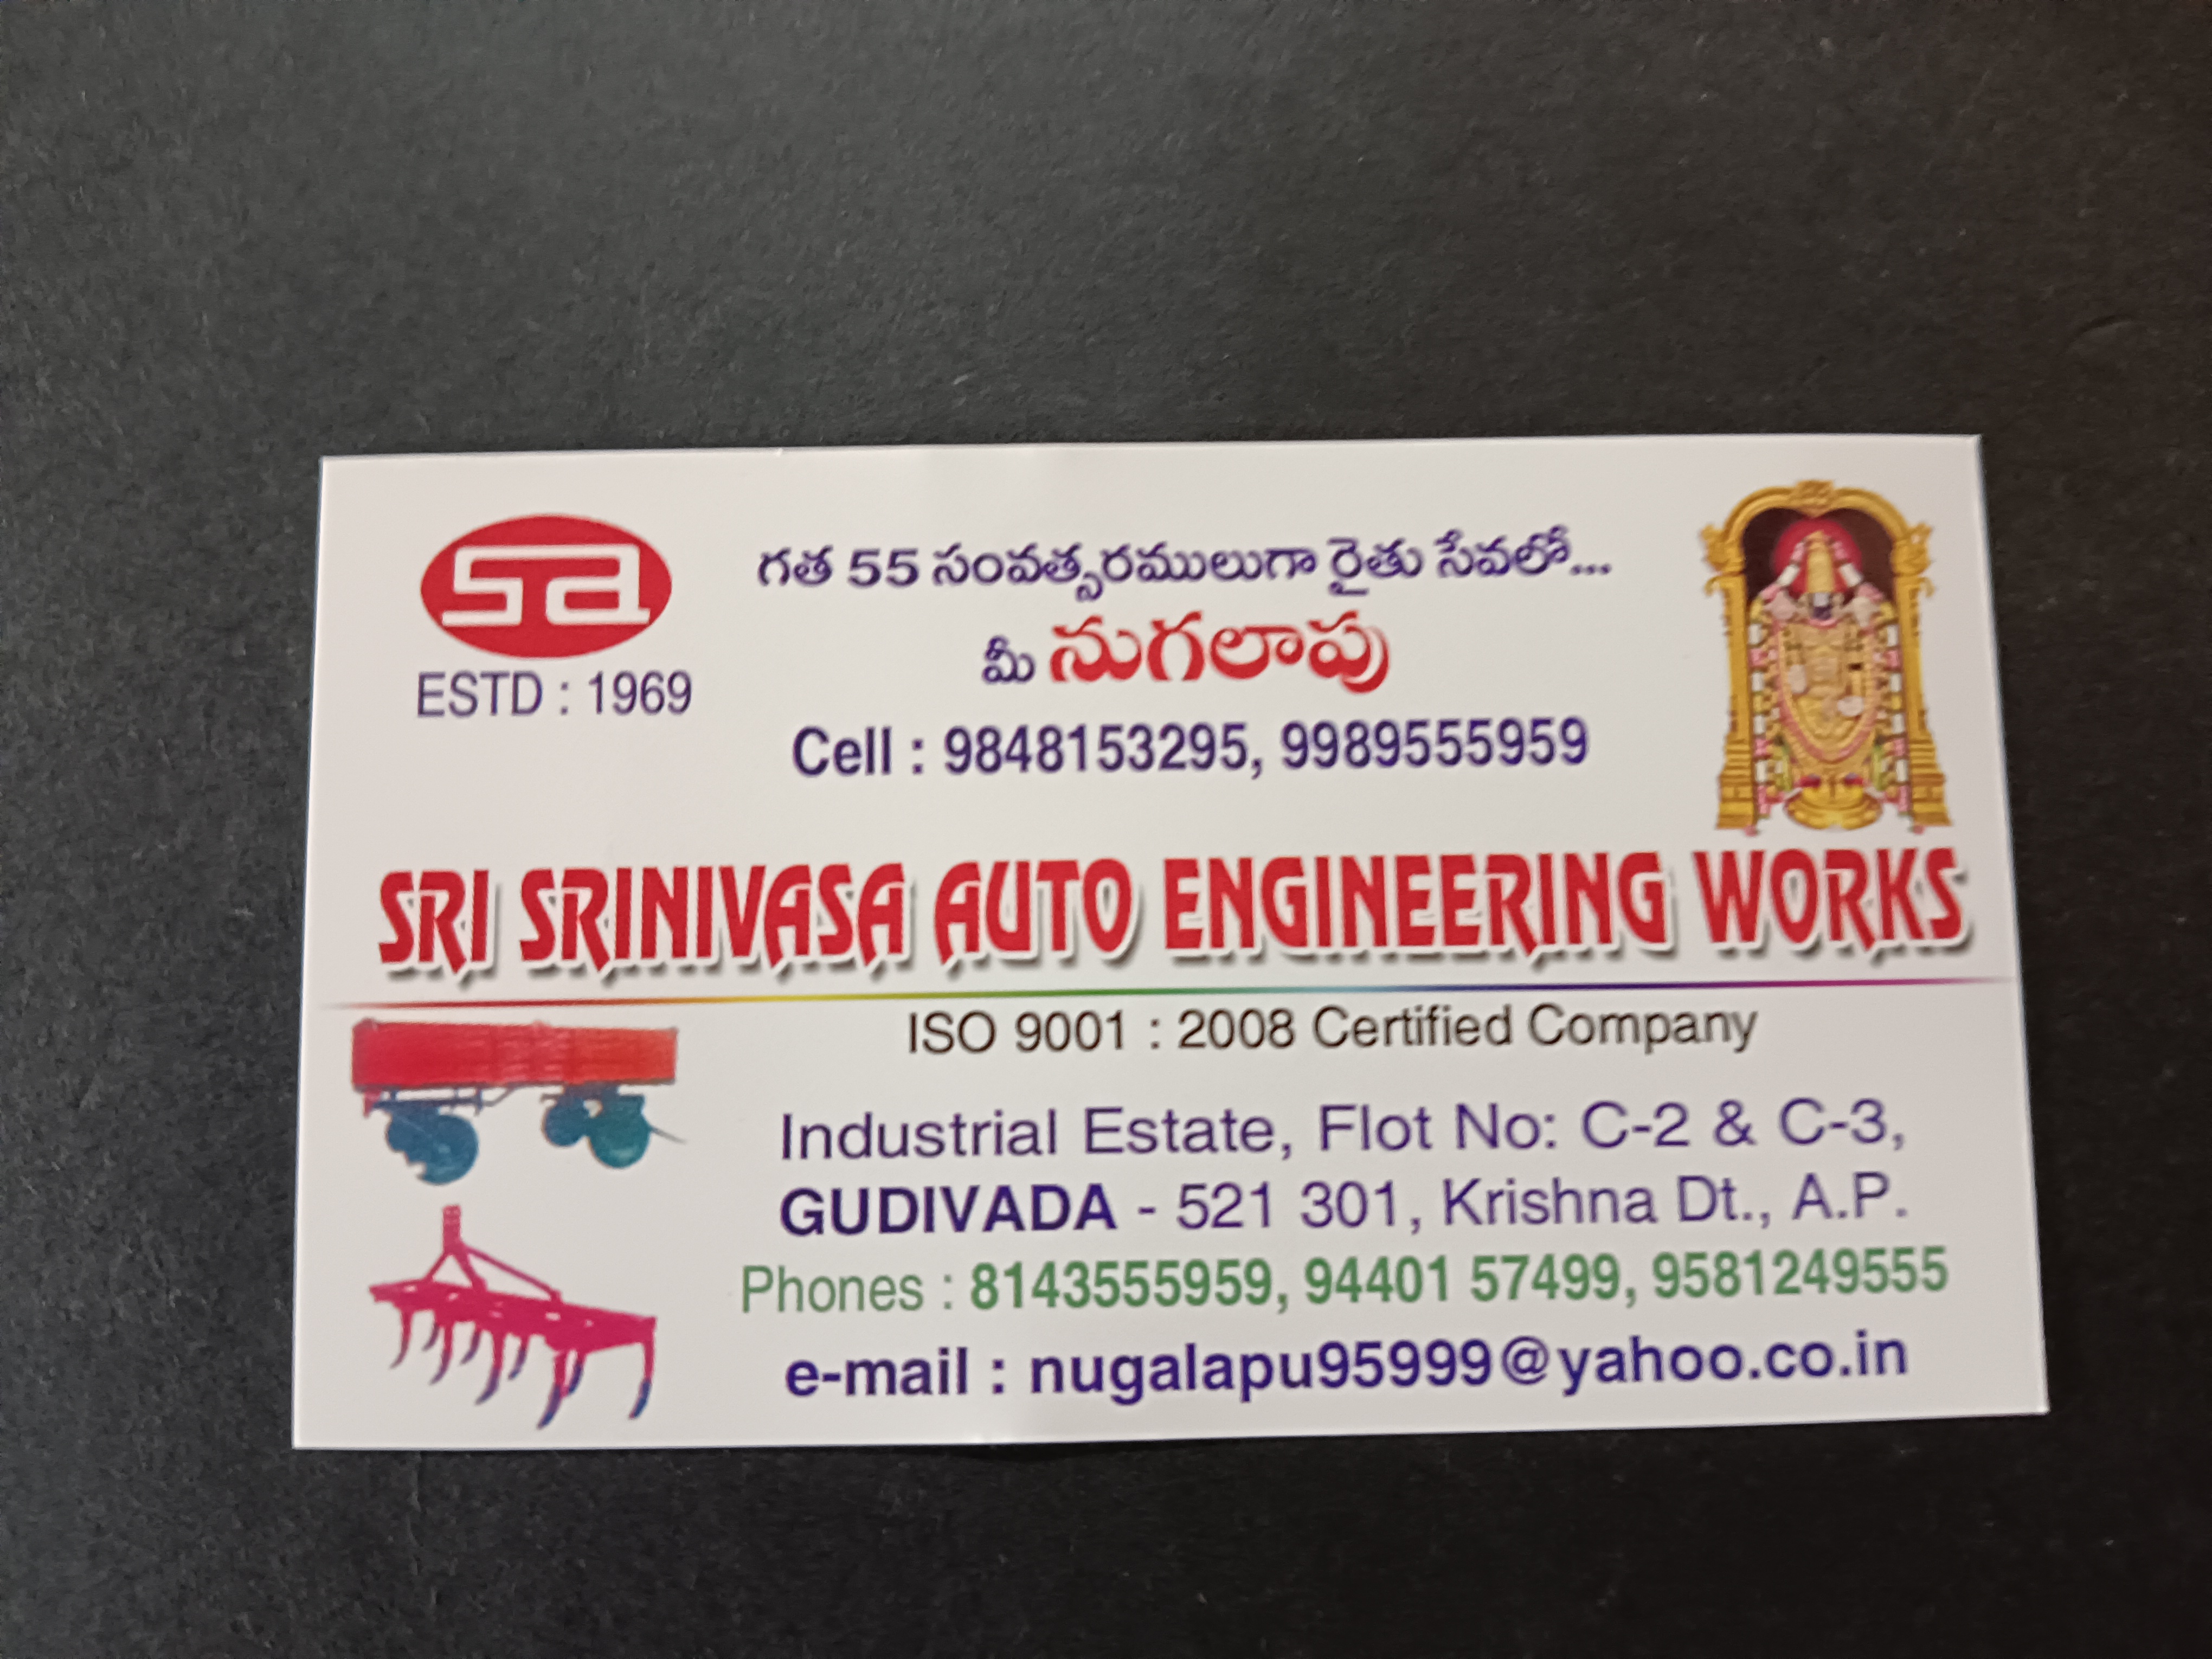 sa
ESTD : 1969
గత 55 సంవత్సరములుగా రైతు సేవలో...
మీ నుగలాపు
Cell : 9848153295, 9989555959
SRI SRINIVASA AUTO ENGINEERING WORKS
ISO 9001 : 2008 Certified Company
Industrial Estate, Flot No: C-2 & C-3,
GUDIVADA - 521 301, Krishna Dt., A.P.
Phones : 8143555959, 94401 57499, 9581249555
e-mail : nugalapu95999@yahoo.co.in